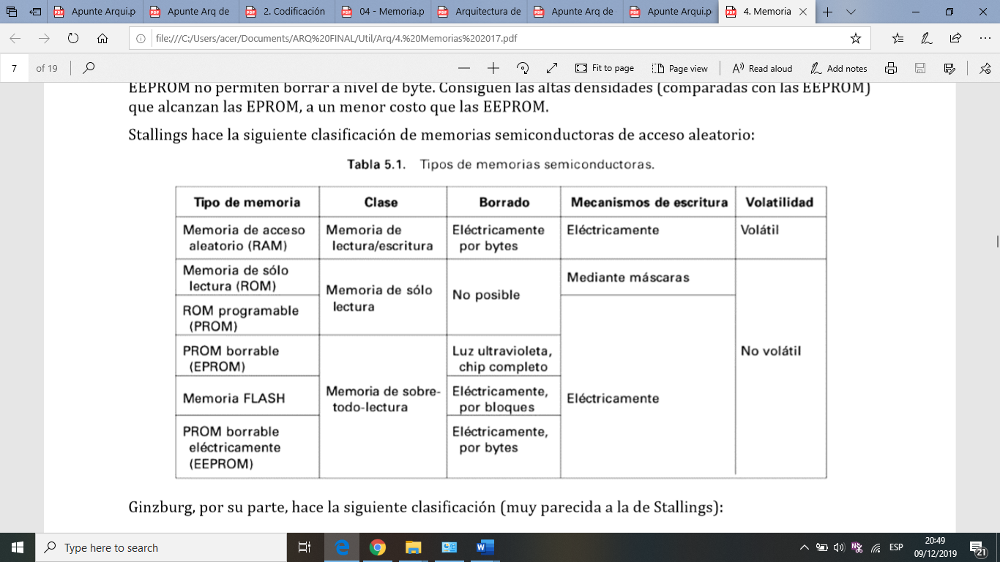 Apunte Arqui.p
Apunte Arq de
2. Codificación
04 - Memoria.p
Arquitectura de
Apunte Arq de
Apunte Arqui.p
4. Memoria
file:///C:/Users/acer/Documents/ARQ%20FINAL/Util/Arq/4.%20Memorias%202017.pdf
7 of 19
Fit to page
Page view
Read aloud
Add notes
EEPROM no permiten borrar a nivel de byte. Consiguen las altas densidades (comparadas con las EEPROM)
que alcanzan las EPROM, a un menor costo que las EEPROM.
Stallings hace la siguiente clasificación de memorias semiconductoras de acceso aleatorio:
Tabla 5.1. Tipos de memorias semiconductoras.
Tipo de memoria Clase Borrado Mecanismos de escritura Volatilidad
Memoria de acceso
aleatorio (RAM)
Memoria de
lectura/escritura
Eléctricamente
por bytes
Eléctricamente
Volátil
Memoria de sólo
lectura (ROM)
Memoria de sólo
lectura
No posible
Mediante máscaras
No volátil
ROM programable
(PROM)
Eléctricamente
PROM borrable
(EPROM)
Memoria de sobre-
todo-lectura
Luz ultravioleta,
chip completo
Memoria FLASH
Eléctricamente,
por bloques
PROM borrable
eléctricamente
(EEPROM)
Eléctricamente,
por bytes
Ginzburg, por su parte, hace la siguiente clasificación (muy parecida a la de Stallings):
Type here to search
ESP
20:49
09/12/2019
21